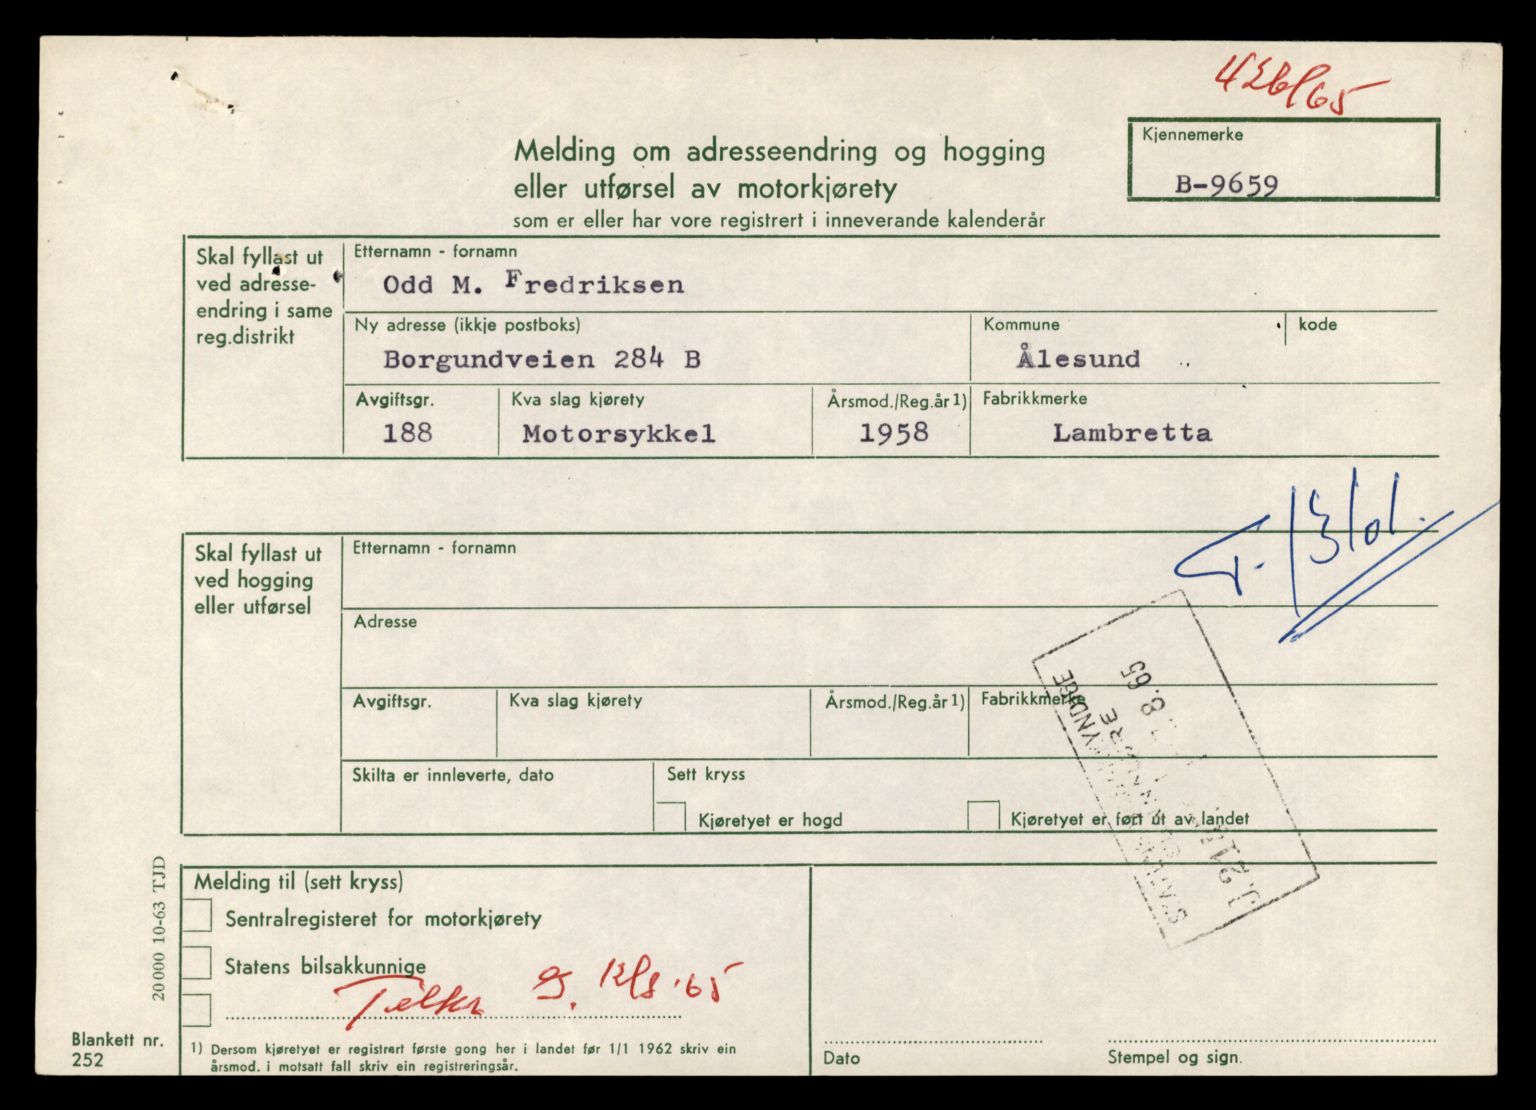 Melding om adresseendring og hogging
eller utførsel av motorkjørety
som er eller har vore registrert i inneverande kalenderår
Kjennemerke
B-9659
Skal fyllast ut
ved adresse-
endring i same
reg.distrikt
Etternamn - fornamn
Odd M. Fredriksen
Ny adresse (ikkje postboks)
Kommune
kode
Borgundveien 284 B
Ålesund
Avgiftsgr.
Kva slag kjørety
Årsmod./Reg.år 1)
Fabrikkmerke
188
Motorsykkel
1958
Lambretta
Skal fyllast ut
ved hogging
eller utførsel
Etternamn - fornamn
Adresse
Avgiftsgr.
Kva slag kjørety
Årsmod./Reg.år 1)
Fabrikkmerke
Skilta er innleverte, dato
Sett kryss
Kjøretyet er hogd
Kjøretyet er ført ut av landet
Melding til (sett kryss)
Sentralregisteret for motorkjørety
Statens bilsakkunnige
Dato
Stempel og sign.
1) Dersom kjøretyet er registrert første gong her i landet før 1/1 1962 skriv ein
årsmod. i motsatt fall skriv ein registreringsår.
20000 10-63 TJD
Blankett nr.
252